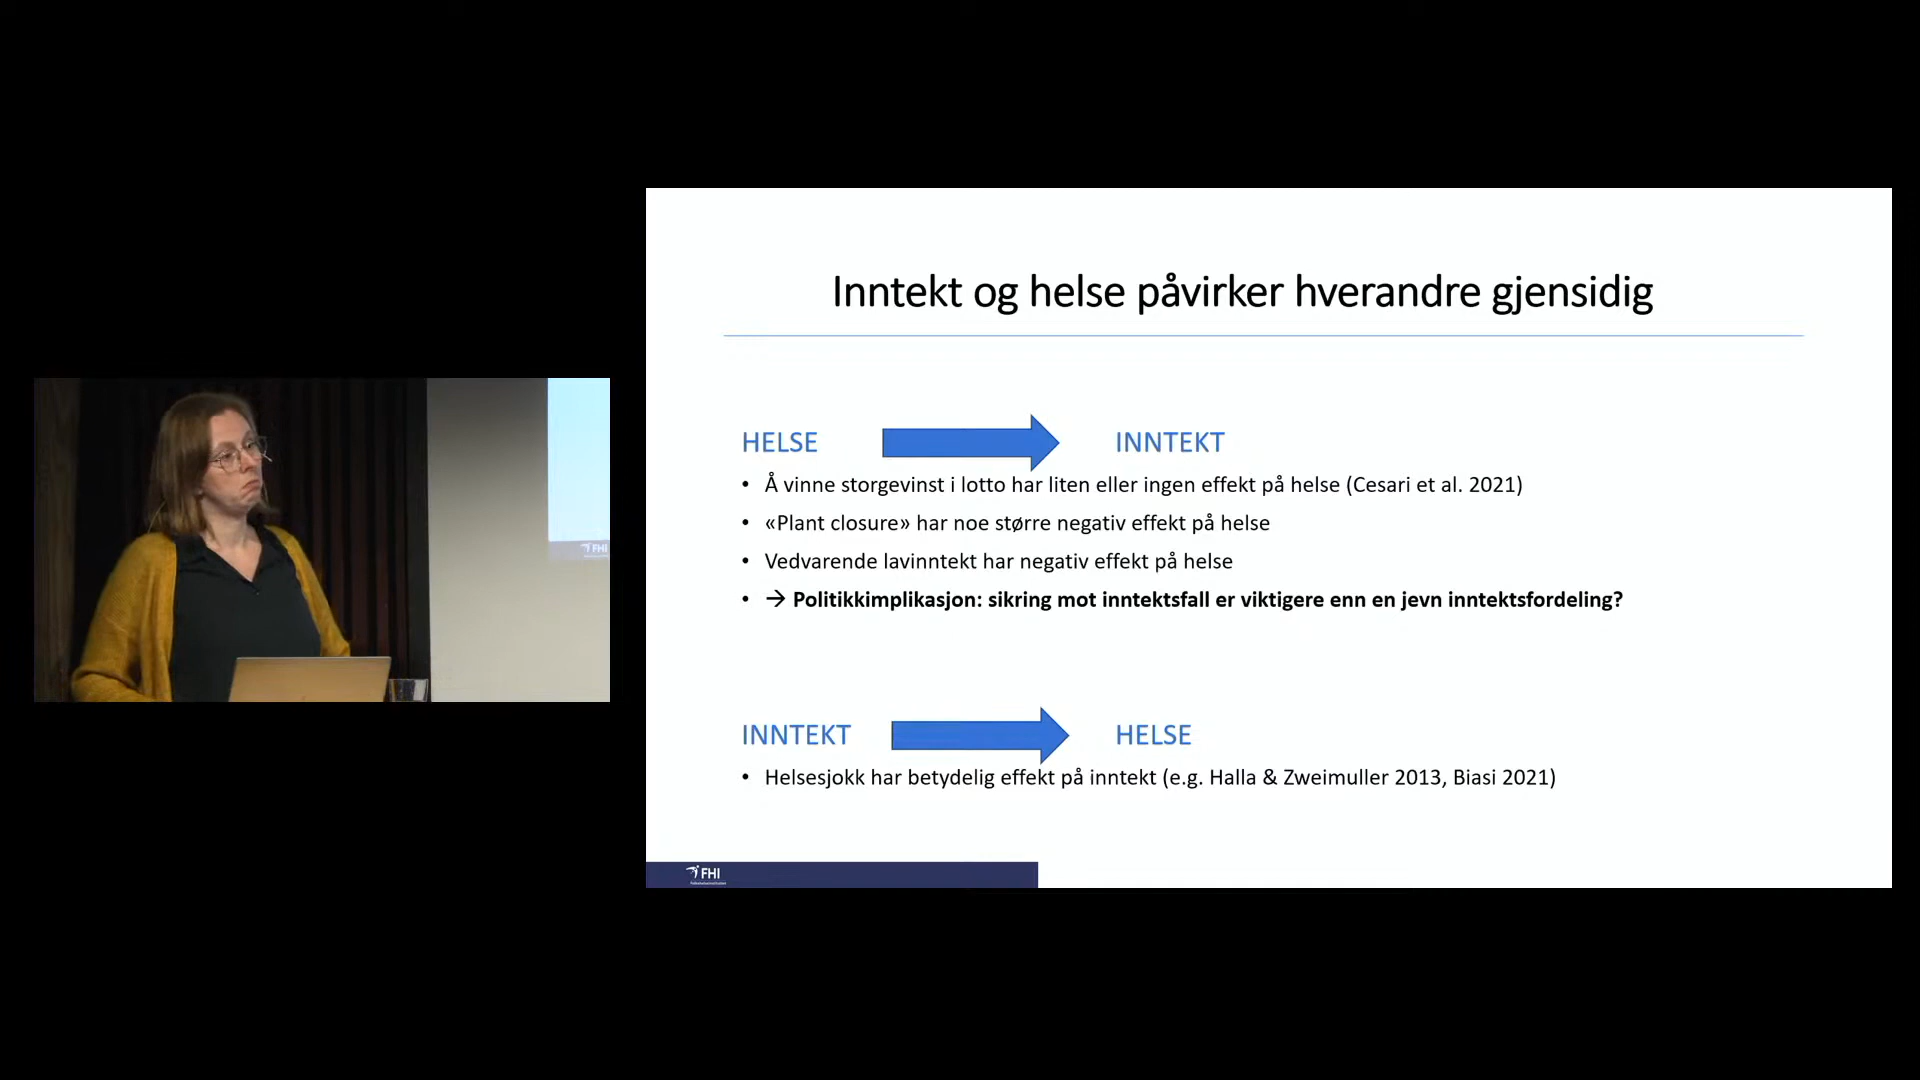 Inntekt og helse påvirker hverandre gjensidig
HELSE INNTEKT
• Å vinne storgevinst i lotto har liten eller ingen effekt på helse (Cesari et al. 2021)
• «Plant closure» har noe større negativ effekt på helse
• Vedvarende lavinntekt har negativ effekt på helse
• → Politikkimplikasjon: sikring mot inntektsfall er viktigere enn en jevn inntektsfordeling?
INNTEKT HELSE
• Helsesjokk har betydelig effekt på inntekt (e.g. Halla & Zweimuller 2013, Biasi 2021)
FHI
FHI